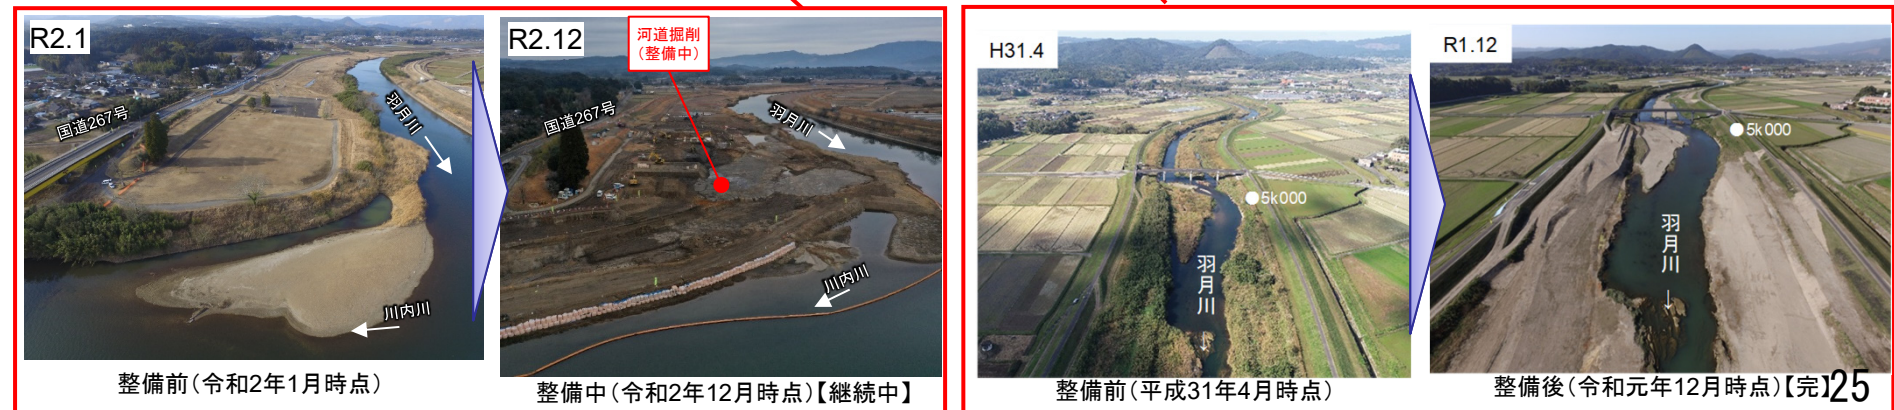 R2.1
国道267号
羽月川
川内川
整備前(令和2年1月時点)
R2.12
河道掘削
(整備中)
国道267号
羽月川
川内川
整備中(令和2年12月時点)【継続中】
H31.4
5k000
羽月川
整備前(平成31年4月時点)
R1.12
5k000
羽月川
整備後(令和元年12月時点)【完】
25